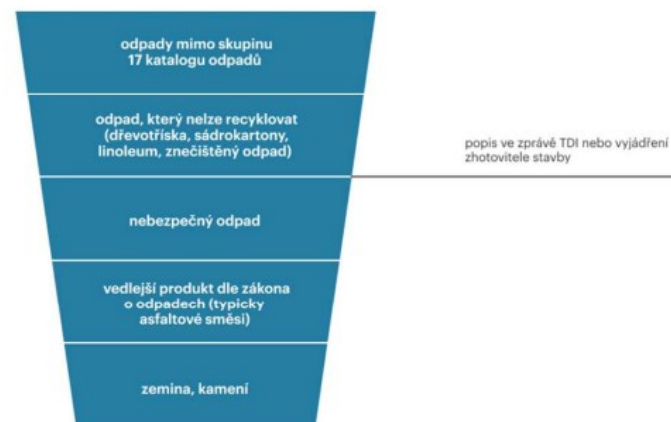 odpady mimo skupinu
17 katalogu odpadů
odpad, který nelze recyklovat
(dřevotříska, sádrokartony,
linoleum, znečištěný odpad)
popis ve zprávě TDI nebo vyjádření
zhotovitele stavby
nebezpečný odpad
vedlejší produkt dle zákona
o odpadech (typicky
asfaltové směsi)
zemina, kamení